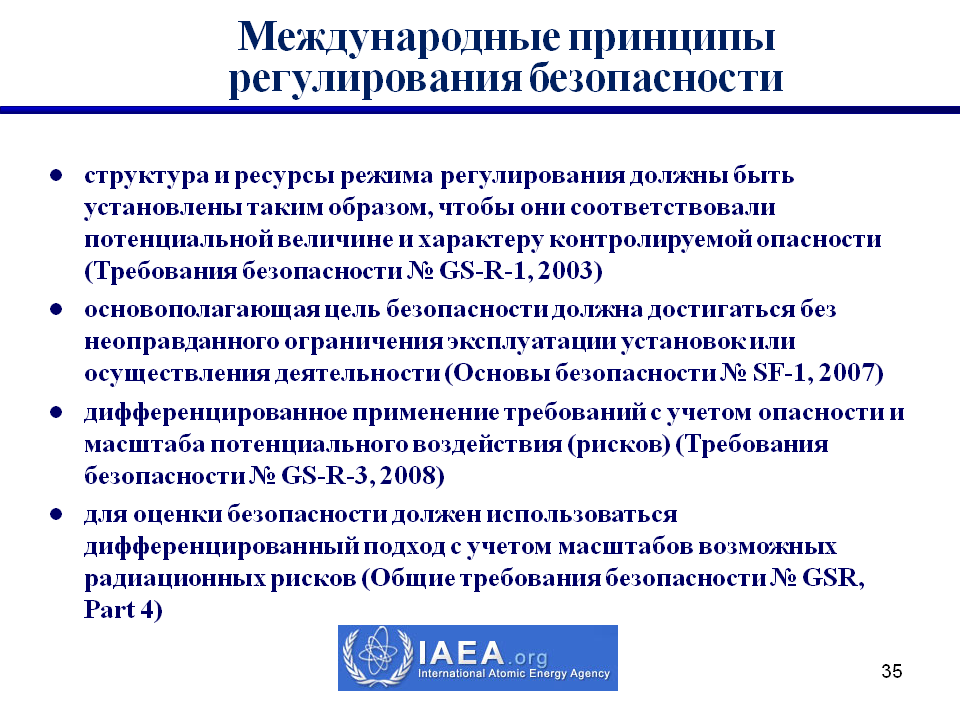 Международные принципы
регулирования безопасности
● структура и ресурсы режима регулирования должны быть
установлены таким образом, чтобы они соответствовали
потенциальной величине и характеру контролируемой опасности
(Требования безопасности № GS-R-1, 2003)
● основополагающая цель безопасности должна достигаться без
неоправданного ограничения эксплуатации установок или
осуществления деятельности (Основы безопасности № SF-1, 2007)
● дифференцированное применение требований с учетом опасности и
масштаба потенциального воздействия (рисков) (Требования
безопасности № GS-R-3, 2008)
● для оценки безопасности должен использоваться
дифференцированный подход с учетом масштабов возможных
радиационных рисков (Общие требования безопасности № GSR,
Part 4)
IAEA.org
International Atomic Energy Agency
35